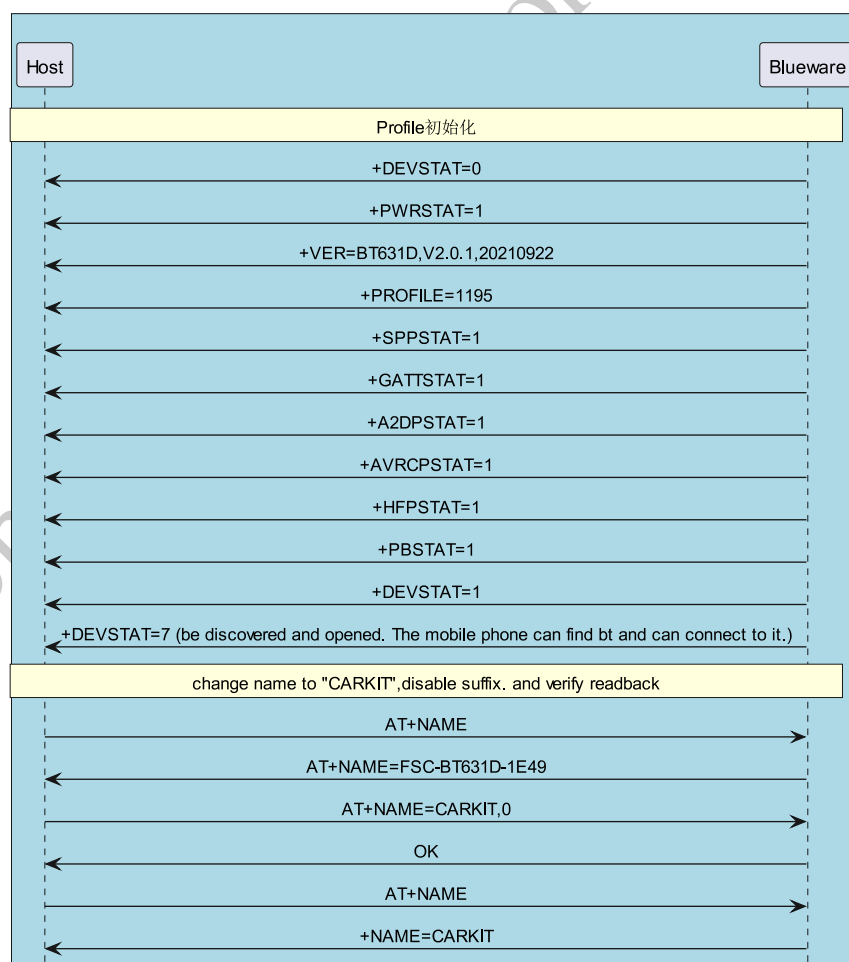 Host
Blueware
Profile初始化
+DEVSTAT=0
+PWRSTAT=1
+VER=BT631D,V2.0.1,20210922
+PROFILE=1195
+SPPSTAT=1
+GATTSTAT=1
+A2DPSTAT=1
+AVRCPSTAT=1
+HFPSTAT=1
+PBSTAT=1
+DEVSTAT=1
+DEVSTAT=7 (be discovered and opened. The mobile phone can find bt and can connect to it.)
change name to "CARKIT",disable suffix. and verify readback
AT+NAME
AT+NAME=FSC-BT631D-1E49
AT+NAME=CARKIT,0
OK
AT+NAME
+NAME=CARKIT